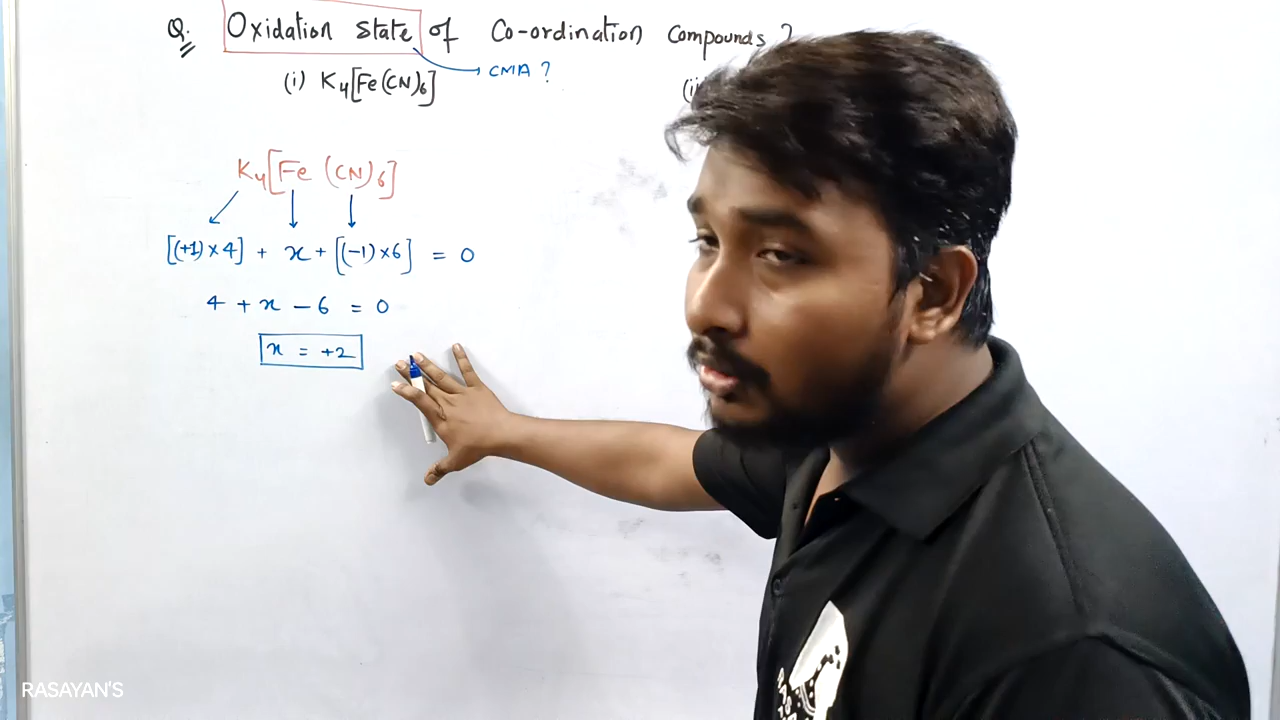 Q. Oxidation state of Co-ordination compounds ?
→ CMA ?
(i) K4[Fe(CN)6] (ii
K4[Fe (CN)6]
[(+1)×4] + x + [(-1)×6] = 0
4 + x - 6 = 0
x = +2
RASAYAN'S